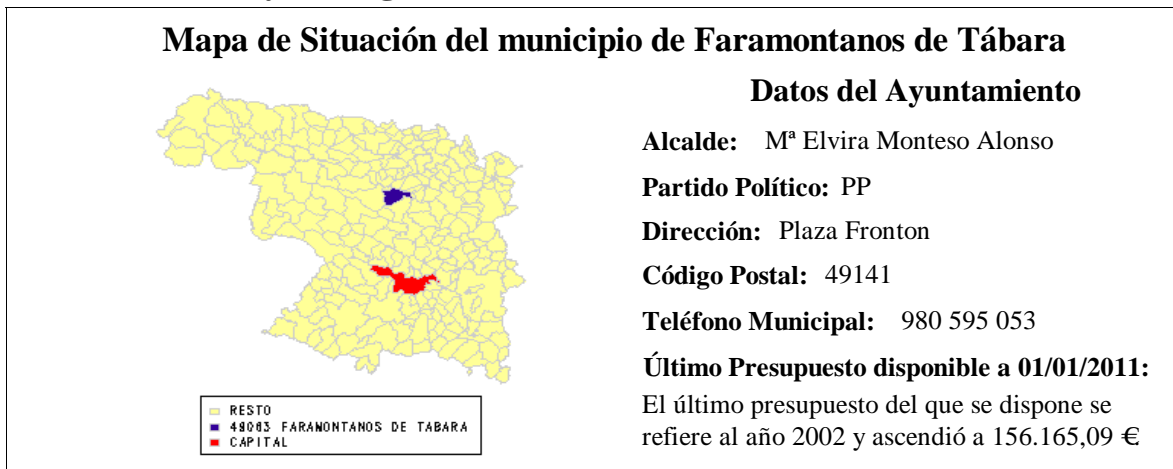 Mapa de Situación del municipio de Faramontanos de Tábara
Datos del Ayuntamiento
Alcalde: Mª Elvira Monteso Alonso
Partido Político: PP
Dirección: Plaza Fronton
Código Postal: 49141
Teléfono Municipal: 980 595 053
Último Presupuesto disponible a 01/01/2011:
El último presupuesto del que se dispone se
refiere al año 2002 y ascendió a 156.165,09 €
RESTO
49063 FARAMONTANOS DE TABARA
CAPITAL